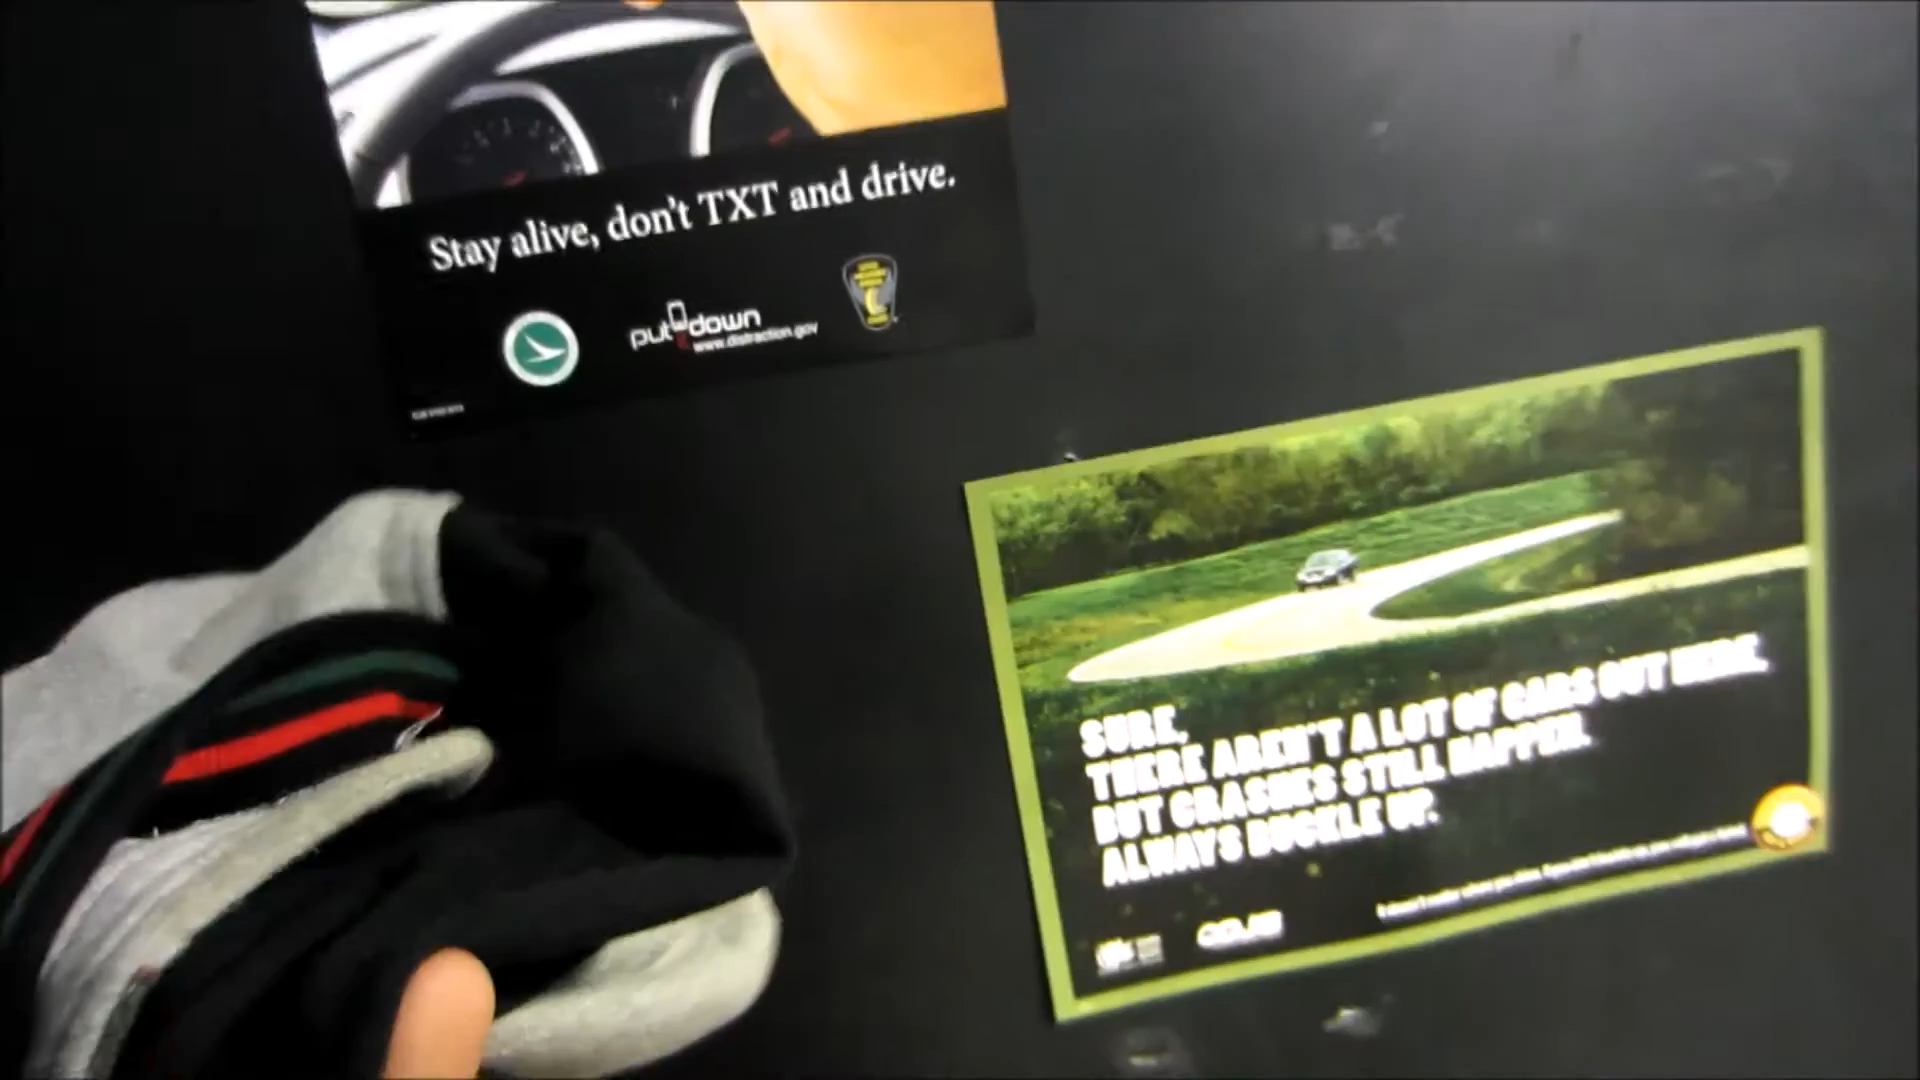 Stay alive, don't TXT and drive.
put it down
www.distraction.gov
SURE,
THERE AREN'T A LOT OF CARS OUT HERE.
BUT CRASHES STILL HAPPEN.
ALWAYS BUCKLE UP.